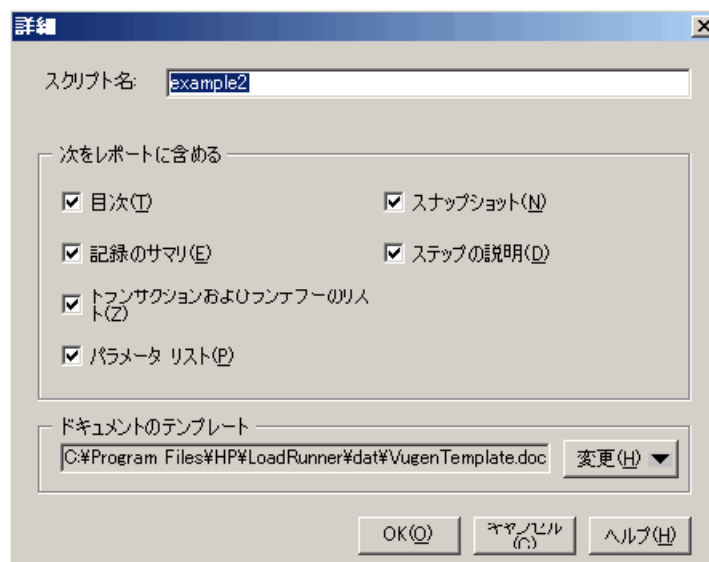 詳細
スクリプト名: example2
次をレポートに含める
目次(T) スナップショット(N)
記録のサマリ(E) ステップの説明(D)
トランザクションおよびランデブーのリス
ト(Z)
パラメータ リスト(P)
ドキュメントのテンプレート
C:¥Program Files¥HP¥LoadRunner¥dat¥VugenTemplate.doc 変更(H)
OK(O) キャンセル ヘルプ(H)
(C)